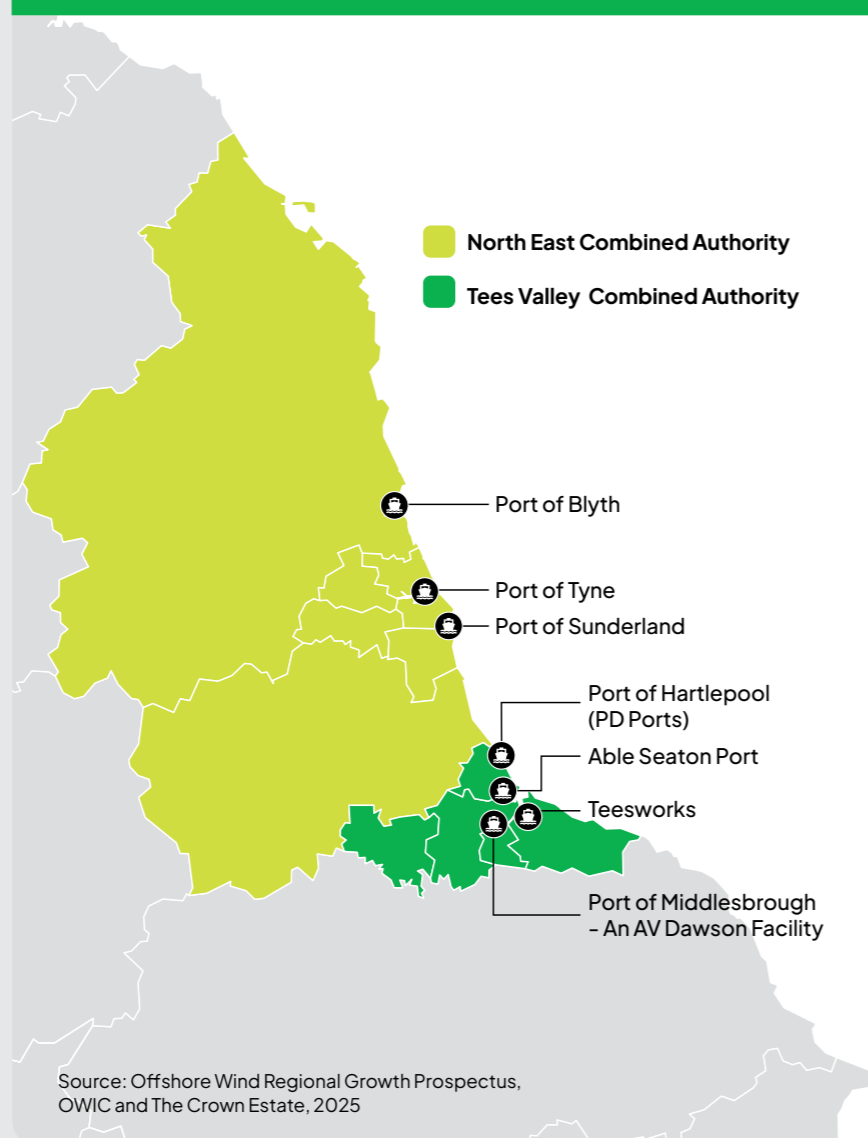 North East Combined Authority
Tees Valley Combined Authority
Port of Blyth
Port of Tyne
Port of Sunderland
Port of Hartlepool
(PD Ports)
Able Seaton Port
Teesworks
Port of Middlesbrough
– An AV Dawson Facility
Source: Offshore Wind Regional Growth Prospectus,
OWIC and The Crown Estate, 2025